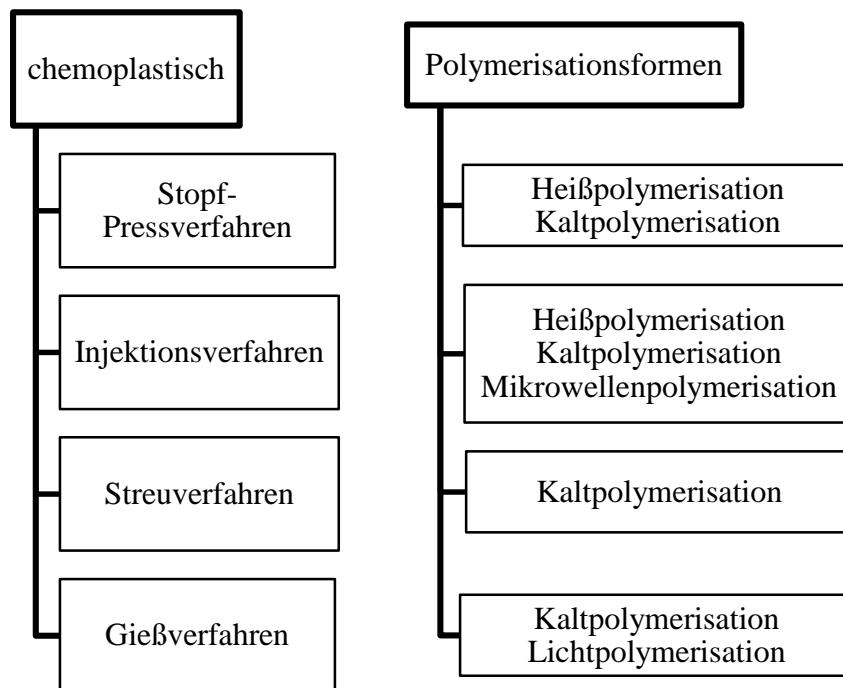 chemoplastisch
Stopf-
Pressverfahren
Injektionsverfahren
Streuverfahren
Gießverfahren
Polymerisationsformen
Heißpolymerisation
Kaltpolymerisation
Heißpolymerisation
Kaltpolymerisation
Mikrowellenpolymerisation
Kaltpolymerisation
Kaltpolymerisation
Lichtpolymerisation